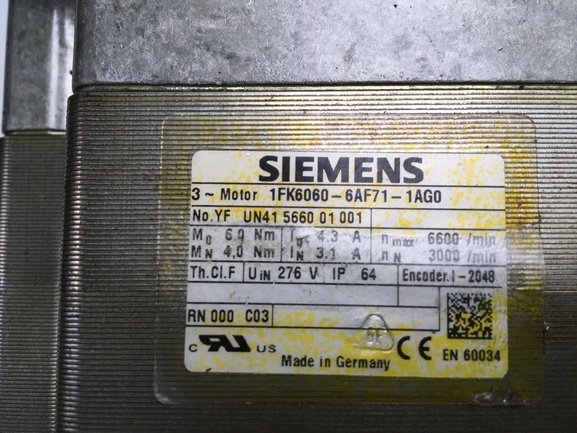 SIEMENS
3 ~ Motor 1FK6060-6AF71-1AG0
No.YF UN41 5660 01 001
M0 6,0 Nm I0 4.3 A nmax 6600 /min
MN 4,0 Nm IN 3.1 A nN 3000 /min
Th.Cl.F UIN 276 V IP 64 Encoder.I-2048
RN 000 C03
C RU US CE EN 60034
Made in Germany